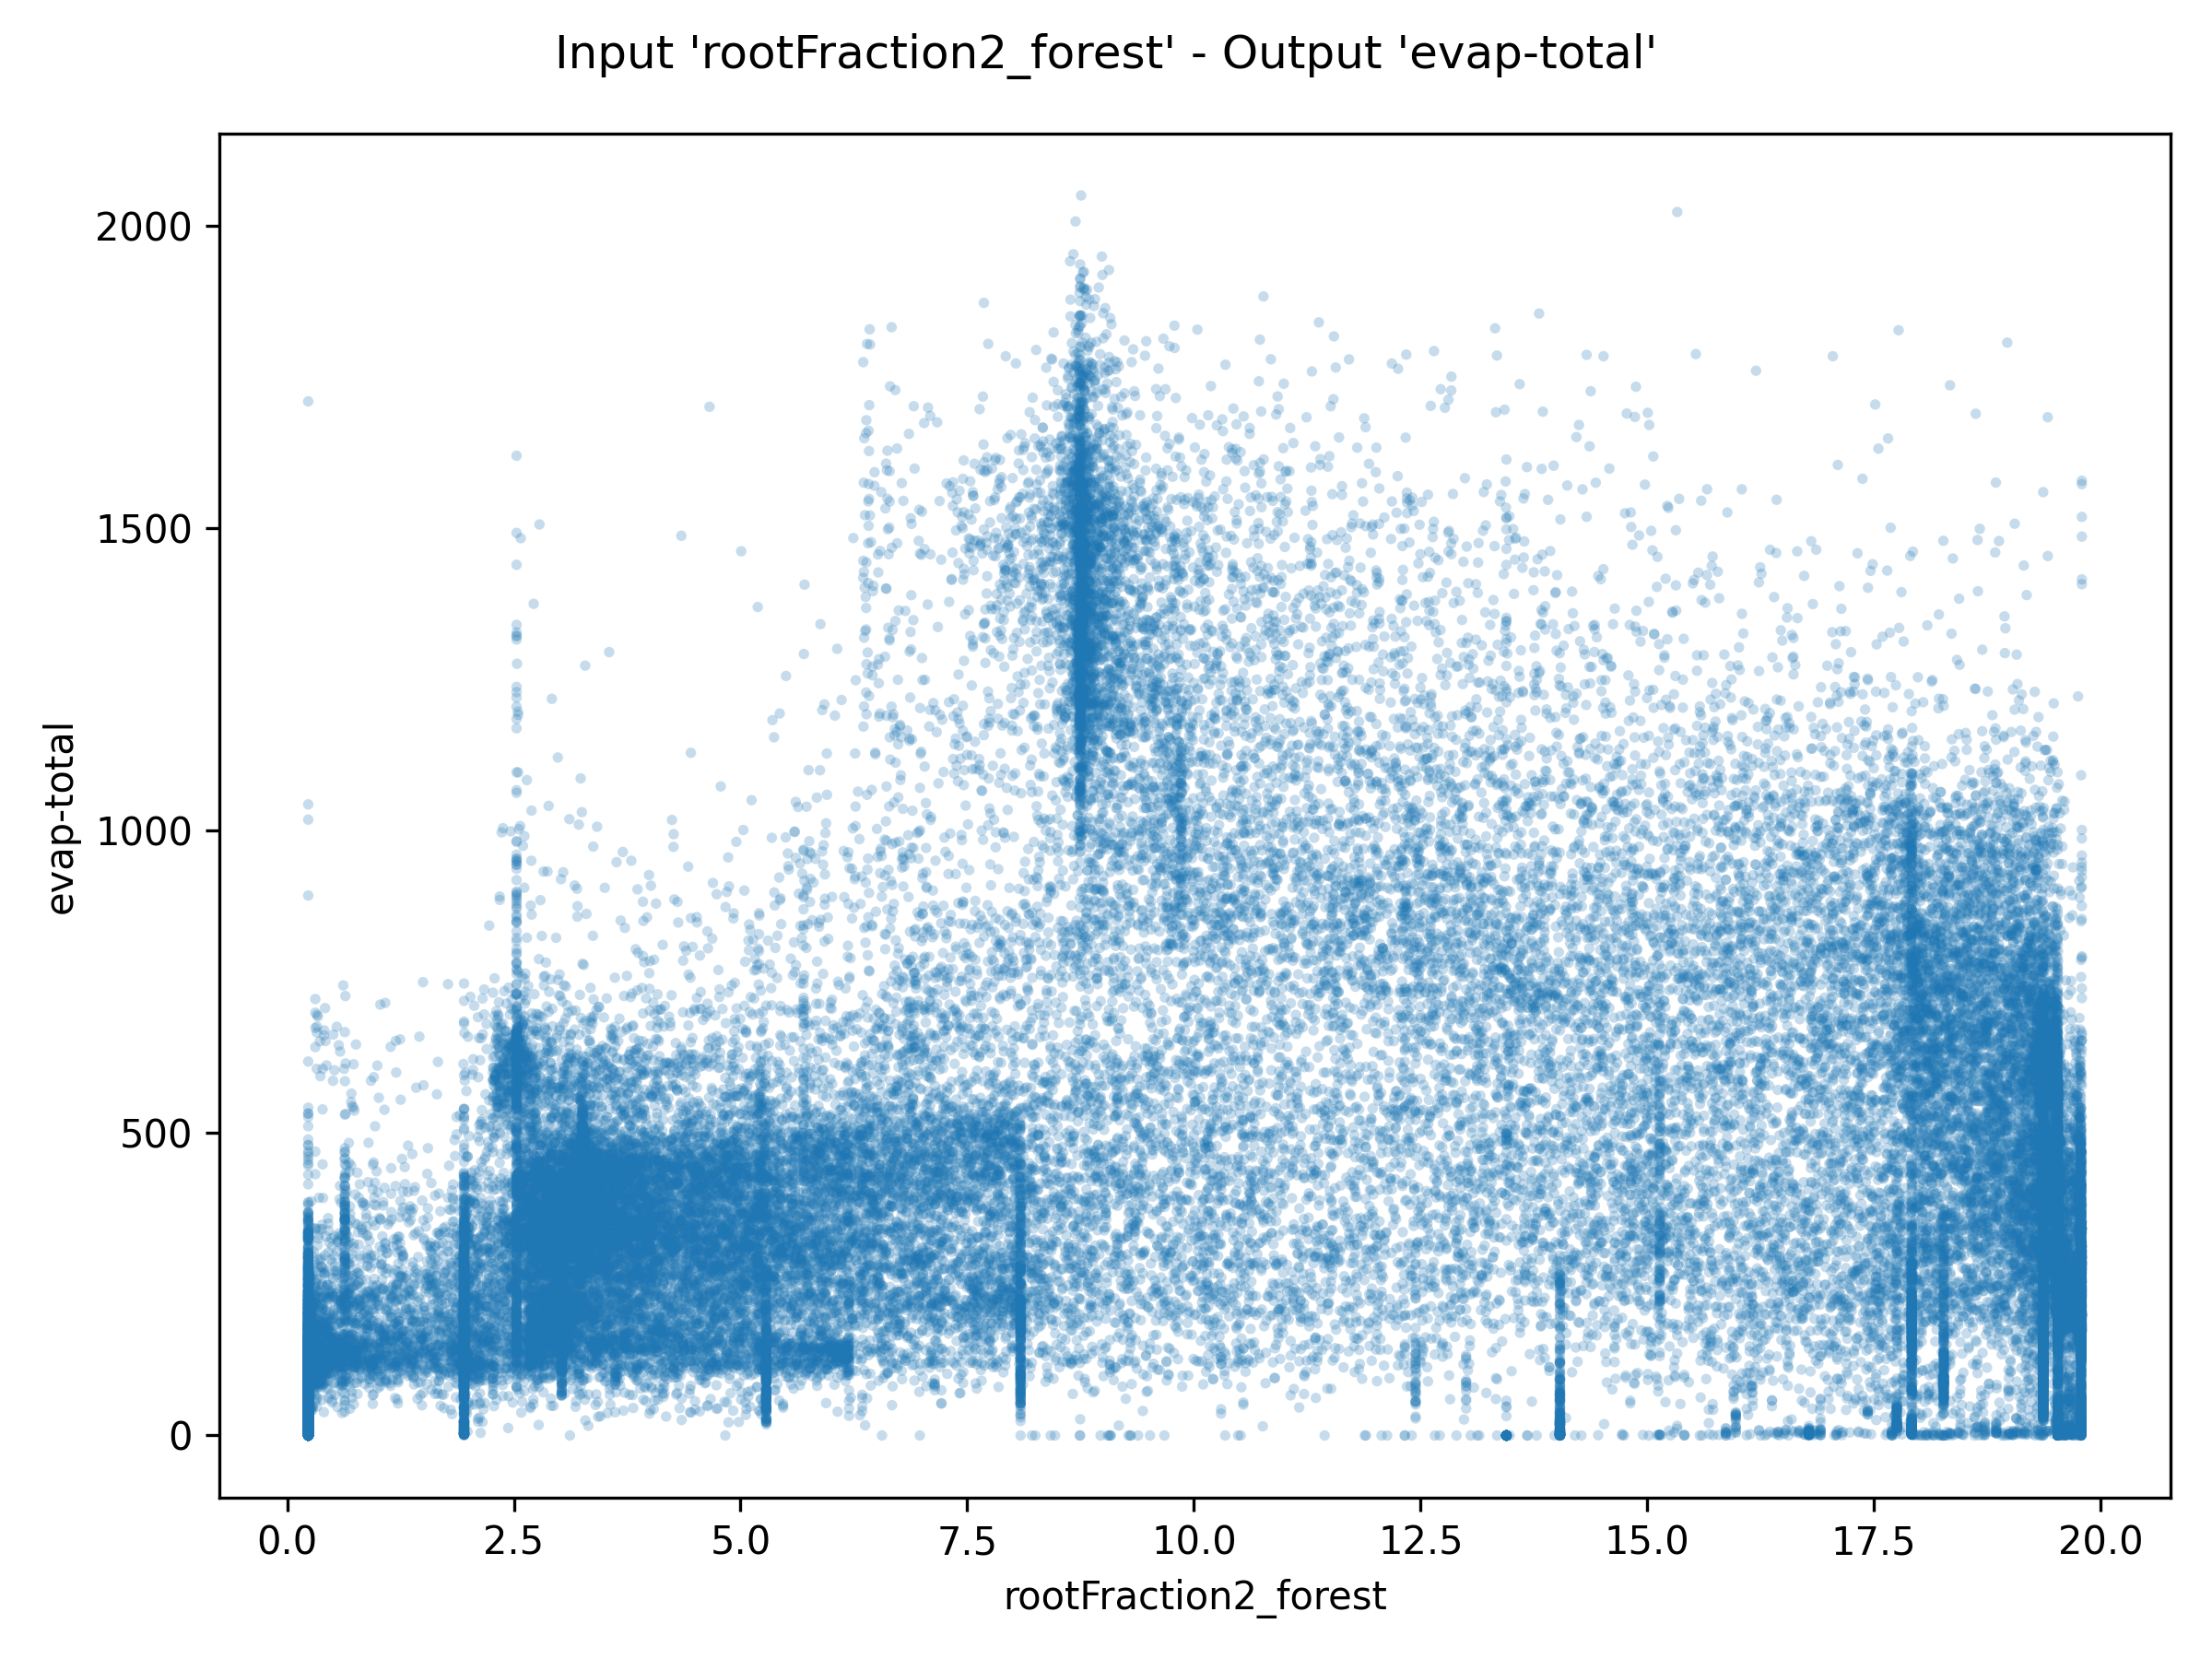 Input 'rootFraction2_forest' - Output 'evap-total'
2000
1500
1000
500
0
evap-total
0.0 2.5 5.0 7.5 10.0 12.5 15.0 17.5 20.0
rootFraction2_forest